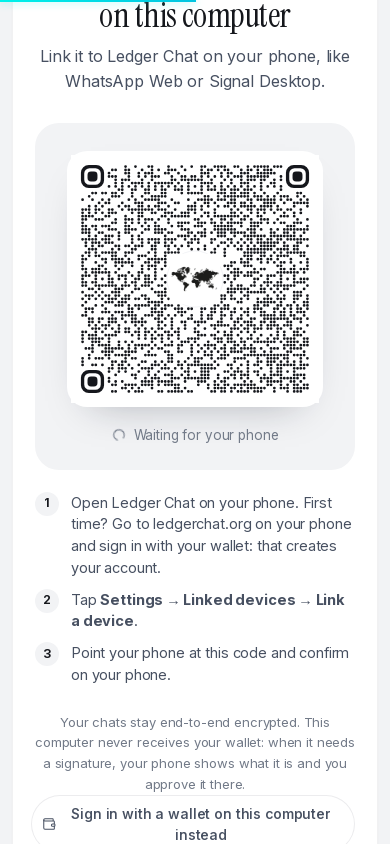 on this computer
Link it to Ledger Chat on your phone, like
WhatsApp Web or Signal Desktop.
Waiting for your phone
1 Open Ledger Chat on your phone. First
time? Go to ledgerchat.org on your phone
and sign in with your wallet: that creates
your account.
2 Tap Settings → Linked devices → Link
a device.
3 Point your phone at this code and confirm
on your phone.
Your chats stay end-to-end encrypted. This
computer never receives your wallet: when it needs
a signature, your phone shows what it is and you
approve it there.
Sign in with a wallet on this computer
instead